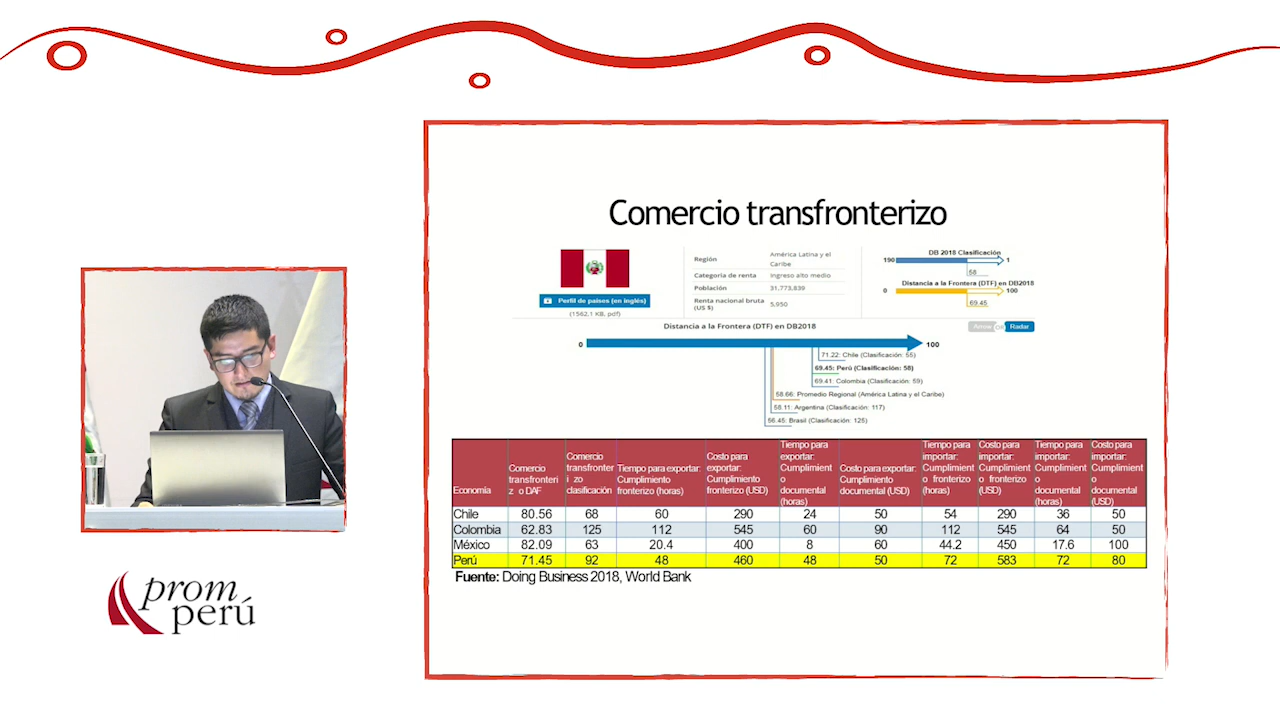 Comercio transfronterizo
Perfil de países (en inglés)
(1562.1 KB, pdf)
Región América Latina y el
Caribe
Categoría de renta Ingreso alto medio
Población 31,773,839
Renta nacional bruta
(US $) 5,950
DB 2018 Clasificación
190 1
58
Distancia a la Frontera (DTF) en DB2018
0 100
69.45
Arrow OR Radar
Distancia a la Frontera (DTF) en DB2018
0 100
71.22: Chile (Clasificación: 55)
69.45: Perú (Clasificación: 58)
69.41: Colombia (Clasificación: 59)
58.66: Promedio Regional (América Latina y el Caribe)
58.11: Argentina (Clasificación: 117)
56.45: Brasil (Clasificación: 125)
Economía
Comercio
transfronteri
z o DAF
Comercio
transfronter
i zo
clasificación
Tiempo para exportar:
Cumplimiento
fronterizo (horas)
Costo para
exportar:
Cumplimiento
fronterizo (USD)
Tiempo para
exportar:
Cumplimient
o
documental
(horas)
Costo para exportar:
Cumplimiento
documental (USD)
Tiempo para
importar:
Cumplimient
o fronterizo
(horas)
Costo para
importar:
Cumplimient
o fronterizo
(USD)
Tiempo para
importar:
Cumplimient
o
documental
(horas)
Costo para
importar:
Cumplimient
o
documental
(USD)
Chile 80.56 68 60 290 24 50 54 290 36 50
Colombia 62.83 125 112 545 60 90 112 545 64 50
México 82.09 63 20.4 400 8 60 44.2 450 17.6 100
Perú 71.45 92 48 460 48 50 72 583 72 80
Fuente: Doing Business 2018, World Bank
prom
perú